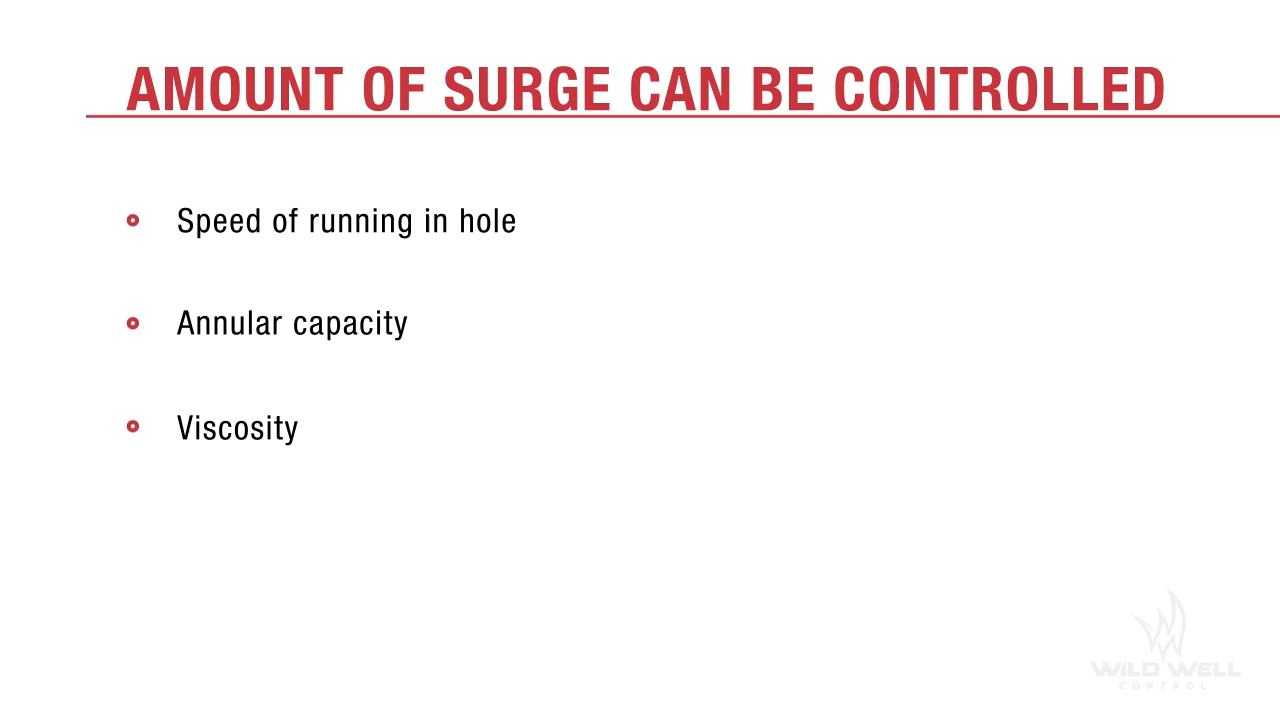 AMOUNT OF SURGE CAN BE CONTROLLED
Speed of running in hole
Annular capacity
Viscosity
WILD WELL
CONTROL